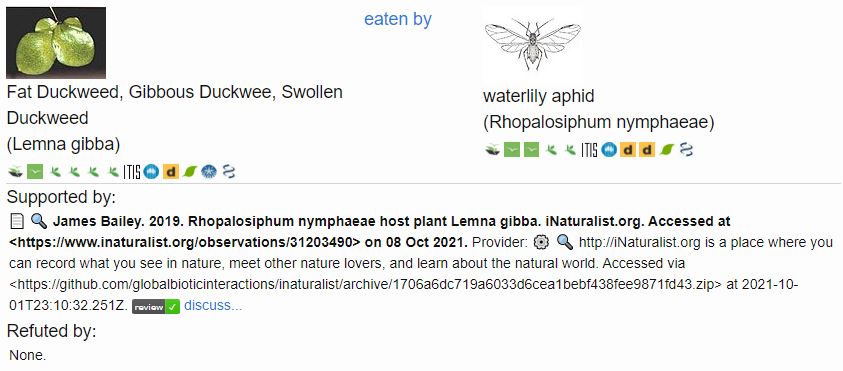 eaten by
Fat Duckweed, Gibbous Duckwee, Swollen
Duckweed
(Lemna gibba)
waterlily aphid
(Rhopalosiphum nymphaeae)
ITIS d
ITIS d d
Supported by:
James Bailey. 2019. Rhopalosiphum nymphaeae host plant Lemna gibba. iNaturalist.org. Accessed at
<https://www.inaturalist.org/observations/31203490> on 08 Oct 2021. Provider: http://iNaturalist.org is a place where you
can record what you see in nature, meet other nature lovers, and learn about the natural world. Accessed via
<https://github.com/globalbioticinteractions/inaturalist/archive/1706a6dc719a6033d6cea1bebf438fee9871fd43.zip> at 2021-10-
01T23:10:32.251Z. review ✓ discuss...
Refuted by:
None.